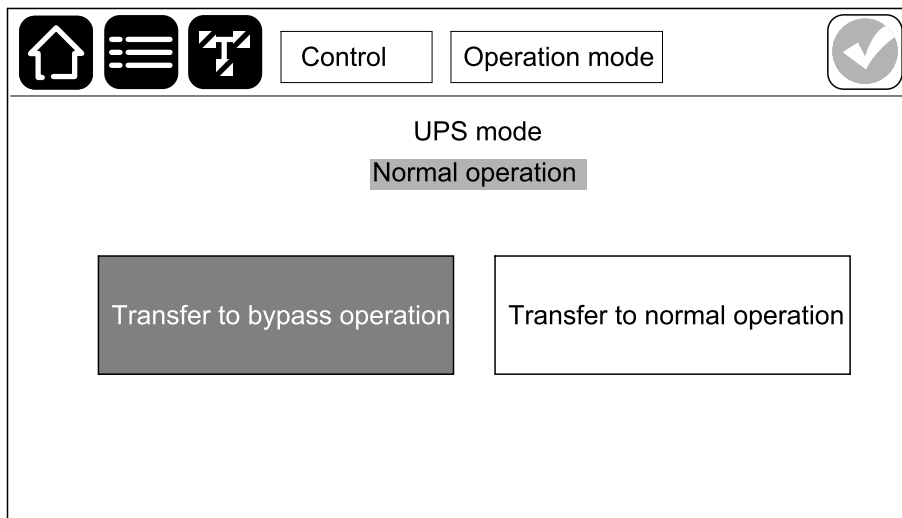 Control
Operation mode
UPS mode
Normal operation
Transfer to bypass operation
Transfer to normal operation